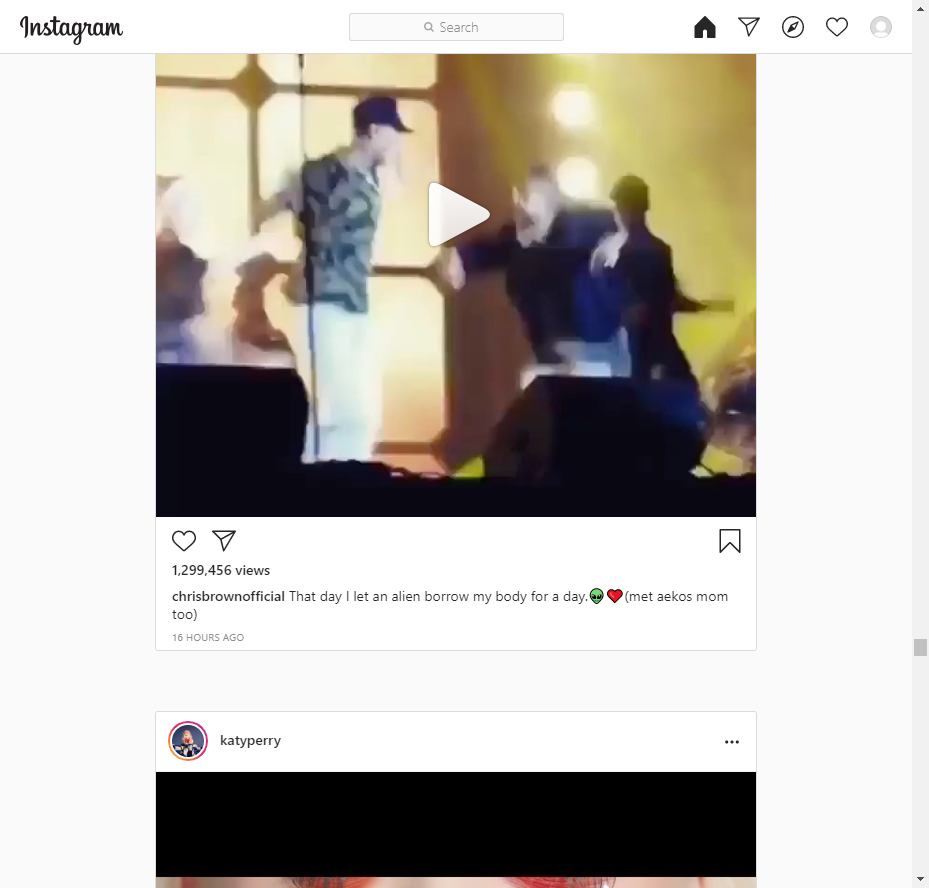 Instagram
Search
1,299,456 views
chrisbrownofficial That day I let an alien borrow my body for a day.👽❤️(met aekos mom
too)
16 HOURS AGO
katyperry